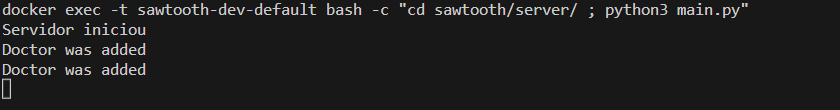 docker exec -t sawtooth-dev-default bash -c "cd sawtooth/server/ ; python3 main.py"
Servidor iniciou
Doctor was added
Doctor was added